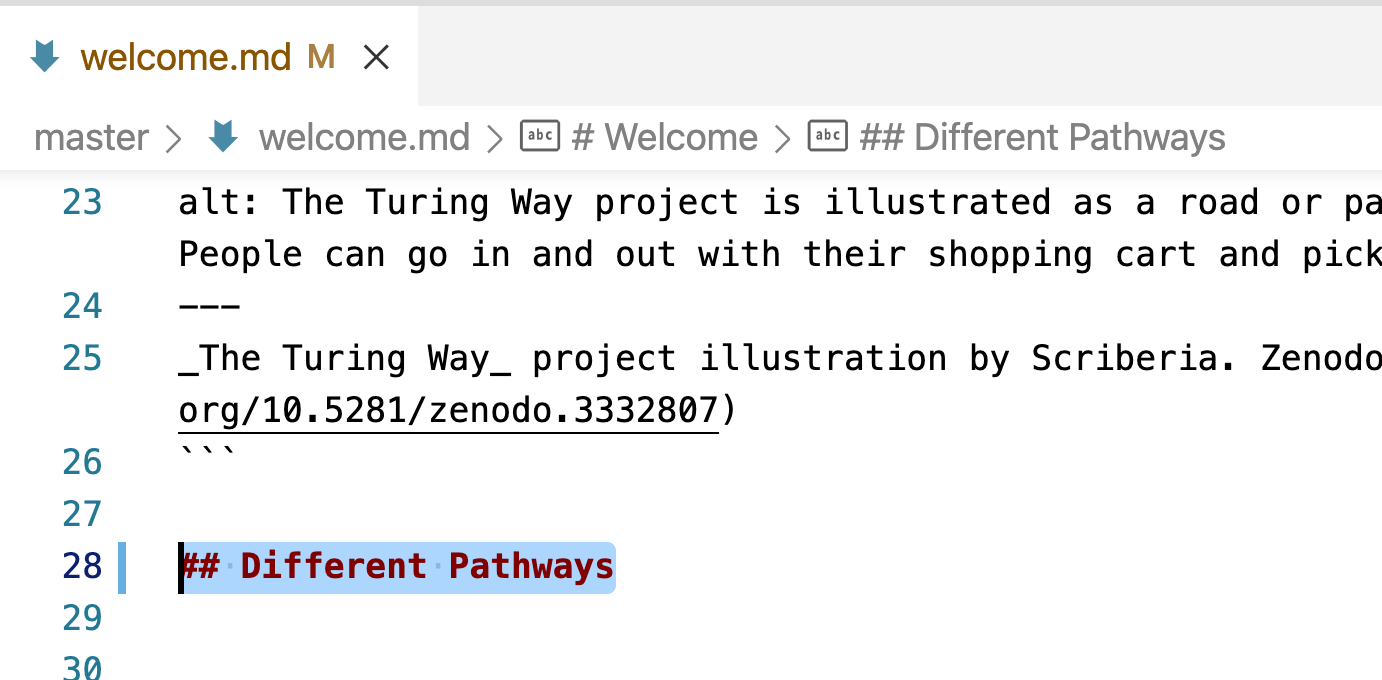 welcome.md M
master > welcome.md > abc # Welcome > abc ## Different Pathways
23 alt: The Turing Way project is illustrated as a road or pa
People can go in and out with their shopping cart and pick
24 ---
25 _The Turing Way_ project illustration by Scriberia. Zenodo
org/10.5281/zenodo.3332807)
26 ```
27
28 ## Different Pathways
29
30